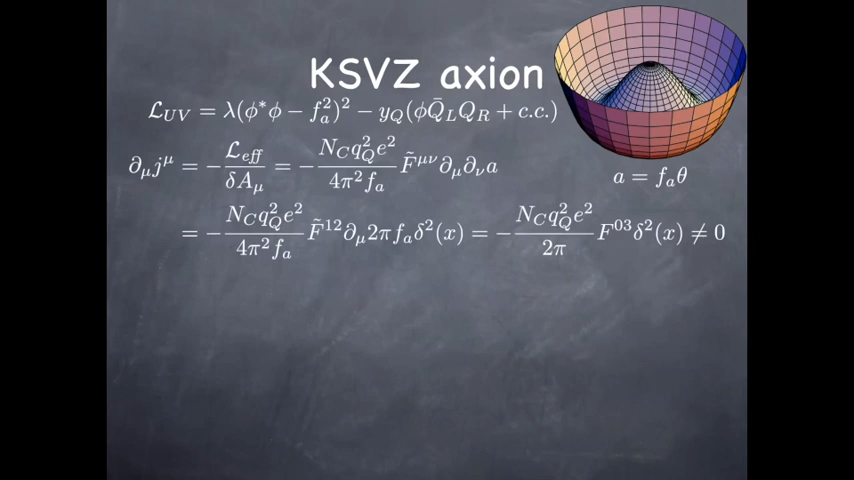 KSVZ axion
$\mathcal{L}_{UV} = \lambda(\phi^*\phi - f_a^2)^2 - y_Q(\phi \bar{Q}_L Q_R + c.c.)$
$\partial_\mu j^\mu = -\frac{\mathcal{L}_{eff}}{\delta A_\mu} = -\frac{N_C q_Q^2 e^2}{4\pi^2 f_a} \tilde{F}^{\mu\nu} \partial_\mu \partial_\nu a$
$a = f_a \theta$
$= -\frac{N_C q_Q^2 e^2}{4\pi^2 f_a} \tilde{F}^{12} \partial_\mu 2\pi f_a \delta^2(x) = -\frac{N_C q_Q^2 e^2}{2\pi} F^{03} \delta^2(x) \neq 0$